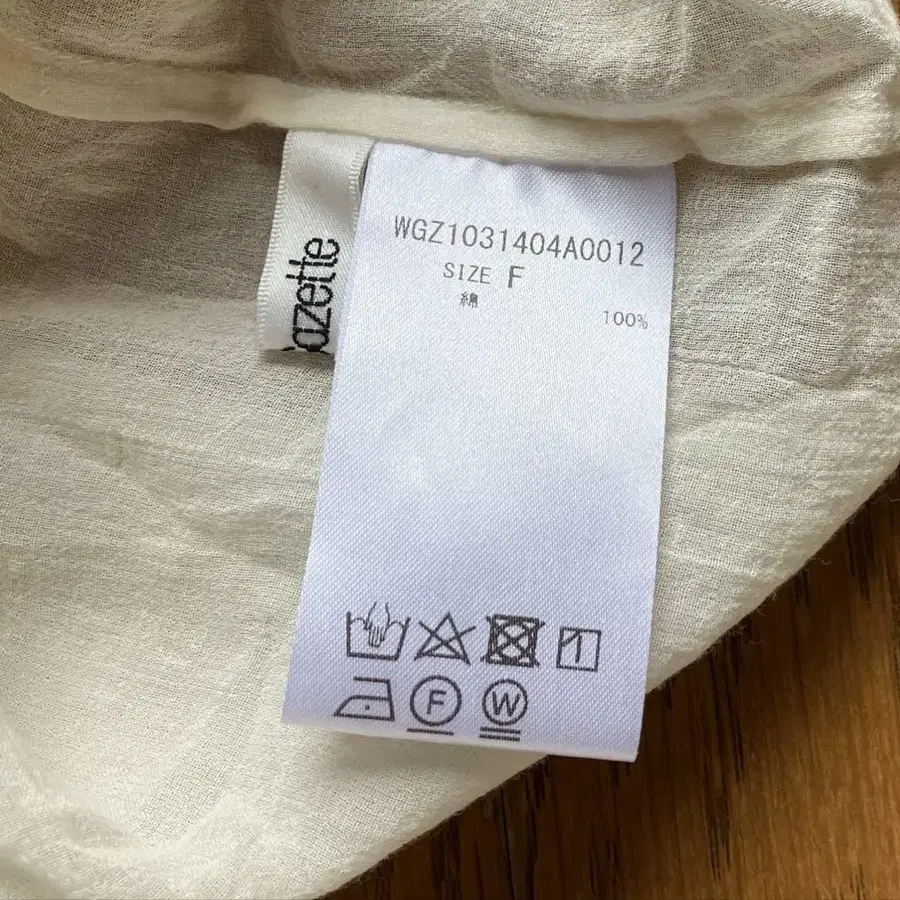 azette
WGZ1031404A0012
SIZE F
綿 100%
F
W